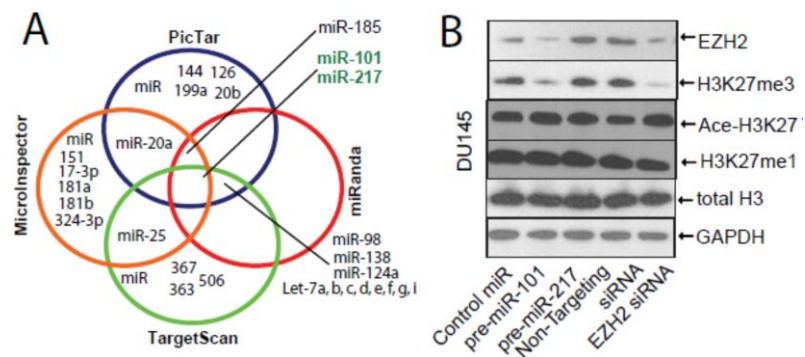 A
PicTar
miR-185
miR-101
miR-217
miR 144 126
199a 20b
miR-20a
miR
151
17-3p
181a
181b
324-3p
MicroInspector
miRanda
miR-25
miR-98
miR-138
miR-124a
Let-7a, b, c, d, e, f, g, i
miR 367 506
363
TargetScan
B
DU145
EZH2
H3K27me3
Ace-H3K27
H3K27me1
total H3
GAPDH
Control miR
pre-miR-101
pre-miR-217
Non-Targeting
siRNA
EZH2 siRNA